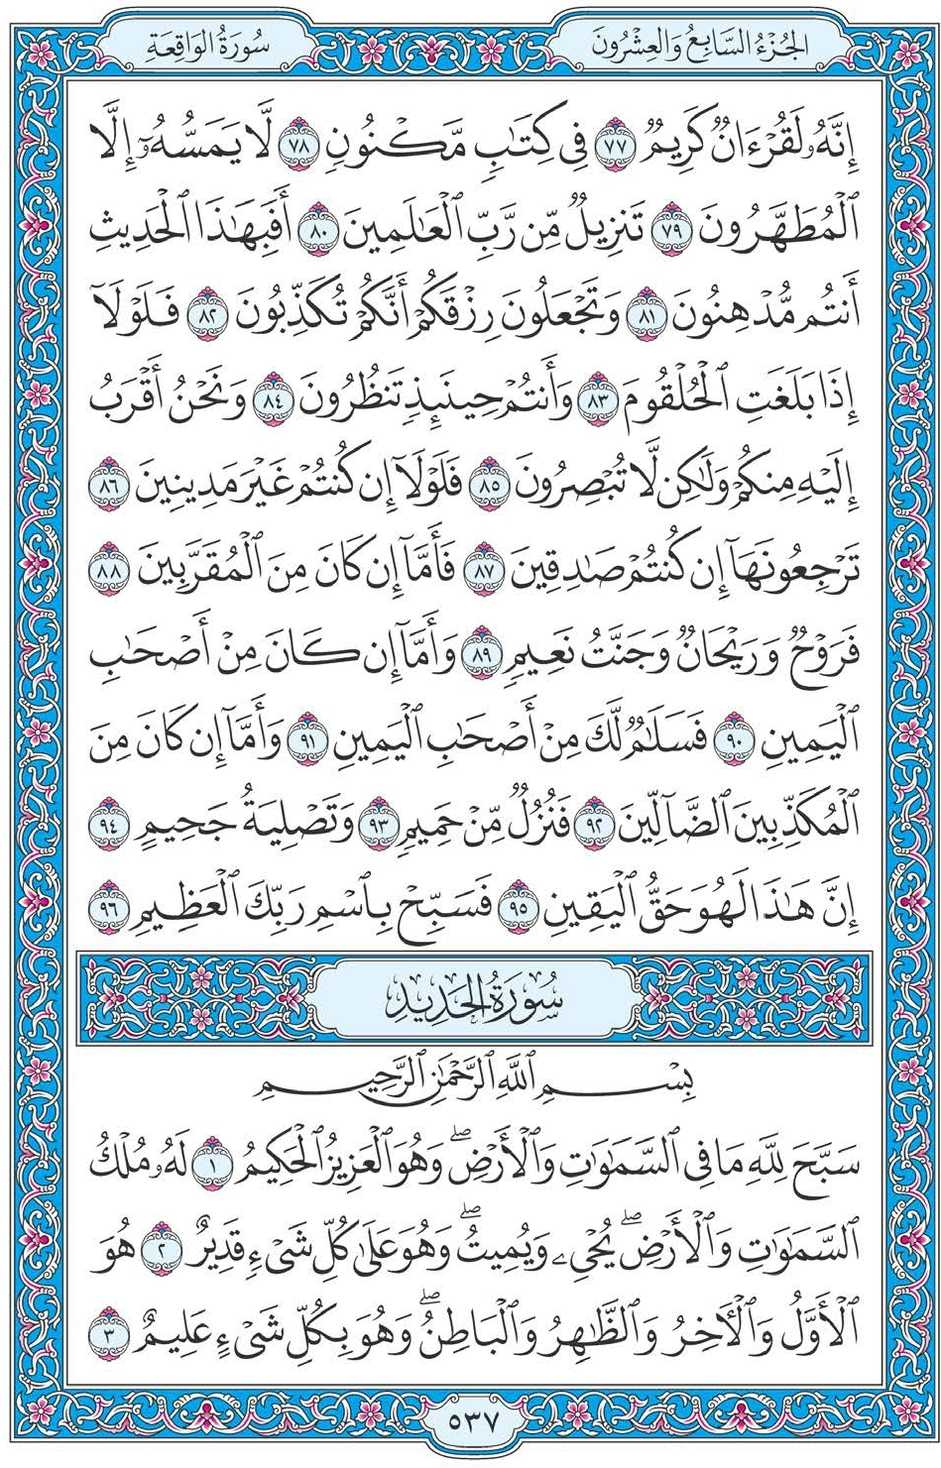 الجُزْءُ السَّابِعُ وَالعِشْرُونَ
سُورَةُ الوَاقِعَةِ
إِنَّهُۥ لَقُرْءَانٌ كَرِيمٌ ٧٧ فِى كِتَٰبٍ مَّكْنُونٍ ٧٨ لَّا يَمَسُّهُۥٓ إِلَّا
ٱلْمُطَهَّرُونَ ٧٩ تَنزِيلٌ مِّن رَّبِّ ٱلْعَٰلَمِينَ ٨٠ أَفَبِهَٰذَا ٱلْحَدِيثِ
أَنتُم مُّدْهِنُونَ ٨١ وَتَجْعَلُونَ رِزْقَكُمْ أَنَّكُمْ تُكَذِّبُونَ ٨٢ فَلَوْلَآ
إِذَا بَلَغَتِ ٱلْحُلْقُومَ ٨٣ وَأَنتُمْ حِينَئِذٍ تَنظُرُونَ ٨٤ وَنَحْنُ أَقْرَبُ
إِلَيْهِ مِنكُمْ وَلَٰكِن لَّا تُبْصِرُونَ ٨٥ فَلَوْلَآ إِن كُنتُمْ غَيْرَ مَدِينِينَ ٨٦
تَرْجِعُونَهَآ إِن كُنتُمْ صَٰدِقِينَ ٨٧ فَأَمَّآ إِن كَانَ مِنَ ٱلْمُقَرَّبِينَ ٨٨
فَرَوْحٌ وَرَيْحَانٌ وَجَنَّتُ نَعِيمٍ ٨٩ وَأَمَّآ إِن كَانَ مِنْ أَصْحَٰبِ
ٱلْيَمِينِ ٩٠ فَسَلَٰمٌ لَّكَ مِنْ أَصْحَٰبِ ٱلْيَمِينِ ٩١ وَأَمَّآ إِن كَانَ مِنَ
ٱلْمُكَذِّبِينَ ٱلضَّآلِّينَ ٩٢ فَنُزُلٌ مِّنْ حَمِيمٍ ٩٣ وَتَصْلِيَةُ جَحِيمٍ ٩٤
إِنَّ هَٰذَا لَهُوَ حَقُّ ٱلْيَقِينِ ٩٥ فَسَبِّحْ بِٱسْمِ رَبِّكَ ٱلْعَظِيمِ ٩٦
سُورَةُ الحَدِيدِ
بِسْمِ ٱللَّهِ ٱلرَّحْمَٰنِ ٱلرَّحِيمِ
سَبَّحَ لِلَّهِ مَا فِى ٱلسَّمَٰوَٰتِ وَٱلْأَرْضِۖ وَهُوَ ٱلْعَزِيزُ ٱلْحَكِيمُ ١ لَهُۥ مُلْكُ
ٱلسَّمَٰوَٰتِ وَٱلْأَرْضِۖ يُحْىِۦ وَيُمِيتُۖ وَهُوَ عَلَىٰ كُلِّ شَىْءٍ قَدِيرٌ ٢ هُوَ
ٱلْأَوَّلُ وَٱلْءَاخِرُ وَٱلظَّٰهِرُ وَٱلْبَاطِنُۖ وَهُوَ بِكُلِّ شَىْءٍ عَلِيمٌ ٣
٥٣٧